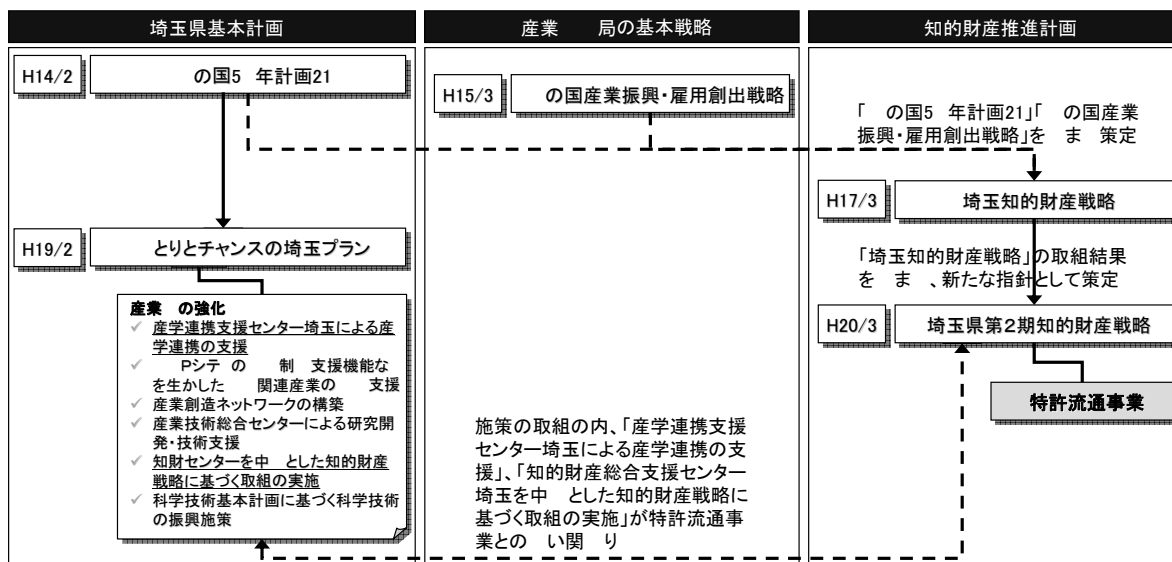 埼玉県基本計画
H14/2
の国5 年計画21
H19/2
とりとチャンスの埼玉プラン
産業 の強化
✓ 産学連携支援センター埼玉による産
学連携の支援
✓ Pシテ の 制 支援機能な
を生かした 関連産業の 支援
✓ 産業創造ネットワークの構築
✓ 産業技術総合センターによる研究開
発・技術支援
✓ 知財センターを中 とした知的財産
戦略に基づく取組の実施
✓ 科学技術基本計画に基づく科学技術
の振興施策
産業 局の基本戦略
H15/3
の国産業振興・雇用創出戦略
施策の取組の内、「産学連携支援
センター埼玉による産学連携の支
援」、「知的財産総合支援センター
埼玉を中 とした知的財産戦略に
基づく取組の実施」が特許流通事
業との い関 り
知的財産推進計画
「 の国5 年計画21」「 の国産業
振興・雇用創出戦略」を ま 策定
H17/3
埼玉知的財産戦略
「埼玉知的財産戦略」の取組結果
を ま 、新たな指針として策定
H20/3
埼玉県第2期知的財産戦略
特許流通事業